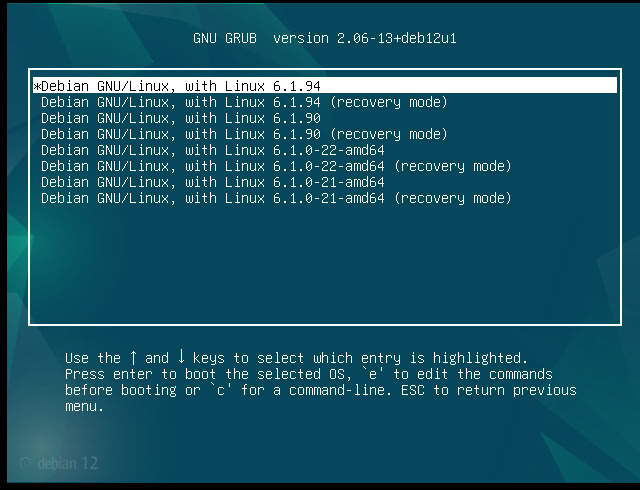 GNU GRUB  version 2.06-13+deb12u1
*Debian GNU/Linux, with Linux 6.1.94
Debian GNU/Linux, with Linux 6.1.94 (recovery mode)
Debian GNU/Linux, with Linux 6.1.90
Debian GNU/Linux, with Linux 6.1.90 (recovery mode)
Debian GNU/Linux, with Linux 6.1.0-22-amd64
Debian GNU/Linux, with Linux 6.1.0-22-amd64 (recovery mode)
Debian GNU/Linux, with Linux 6.1.0-21-amd64
Debian GNU/Linux, with Linux 6.1.0-21-amd64 (recovery mode)
Use the ↑ and ↓ keys to select which entry is highlighted.
Press enter to boot the selected OS, `e' to edit the commands
before booting or `c' for a command-line. ESC to return previous
menu.
debian 12